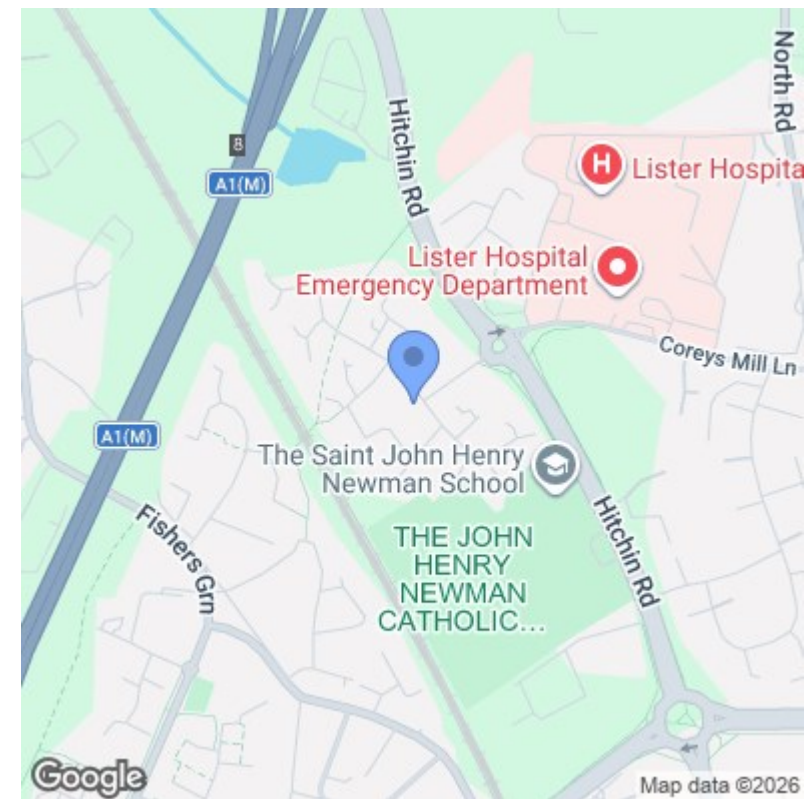 North Rd
Hitchin Rd
8
A1(M)
H
Lister Hospita
Lister Hospital
Emergency Department
Coreys Mill Ln
A1(M)
The Saint John Henry
Newman School
Fishers Grn
THE JOHN
HENRY
NEWMAN
CATHOLIC...
Hitchin Rd
Google
Map data ©2026